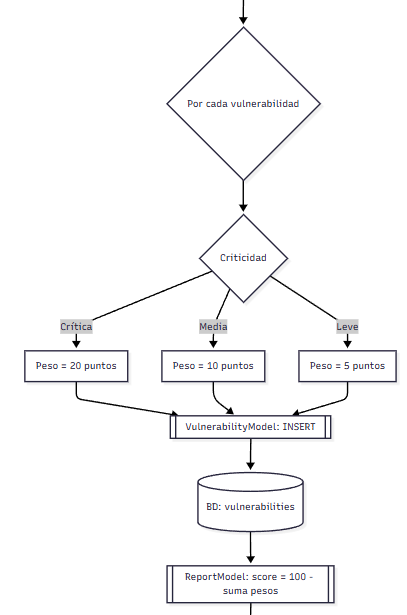 Por cada vulnerabilidad
Criticidad
Crítica
Media
Leve
Peso = 20 puntos
Peso = 10 puntos
Peso = 5 puntos
VulnerabilityModel: INSERT
BD: vulnerabilities
ReportModel: score = 100 -
suma pesos